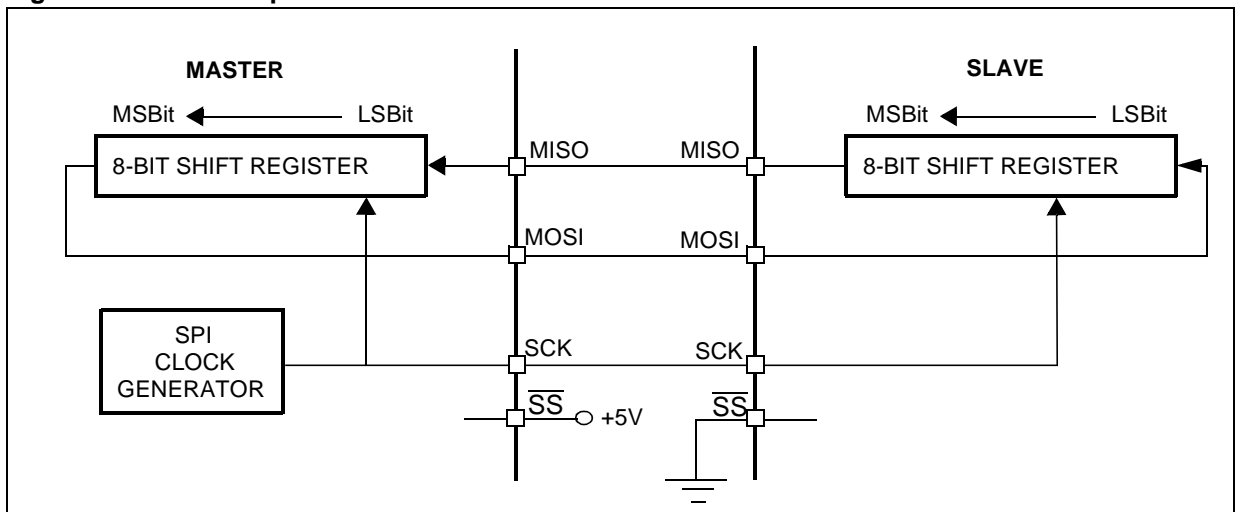 MASTER
SLAVE
MSBit LSBit
MSBit LSBit
8-BIT SHIFT REGISTER
MISO MISO
8-BIT SHIFT REGISTER
MOSI MOSI
SPI
CLOCK
GENERATOR
SCK SCK
SS +5V SS